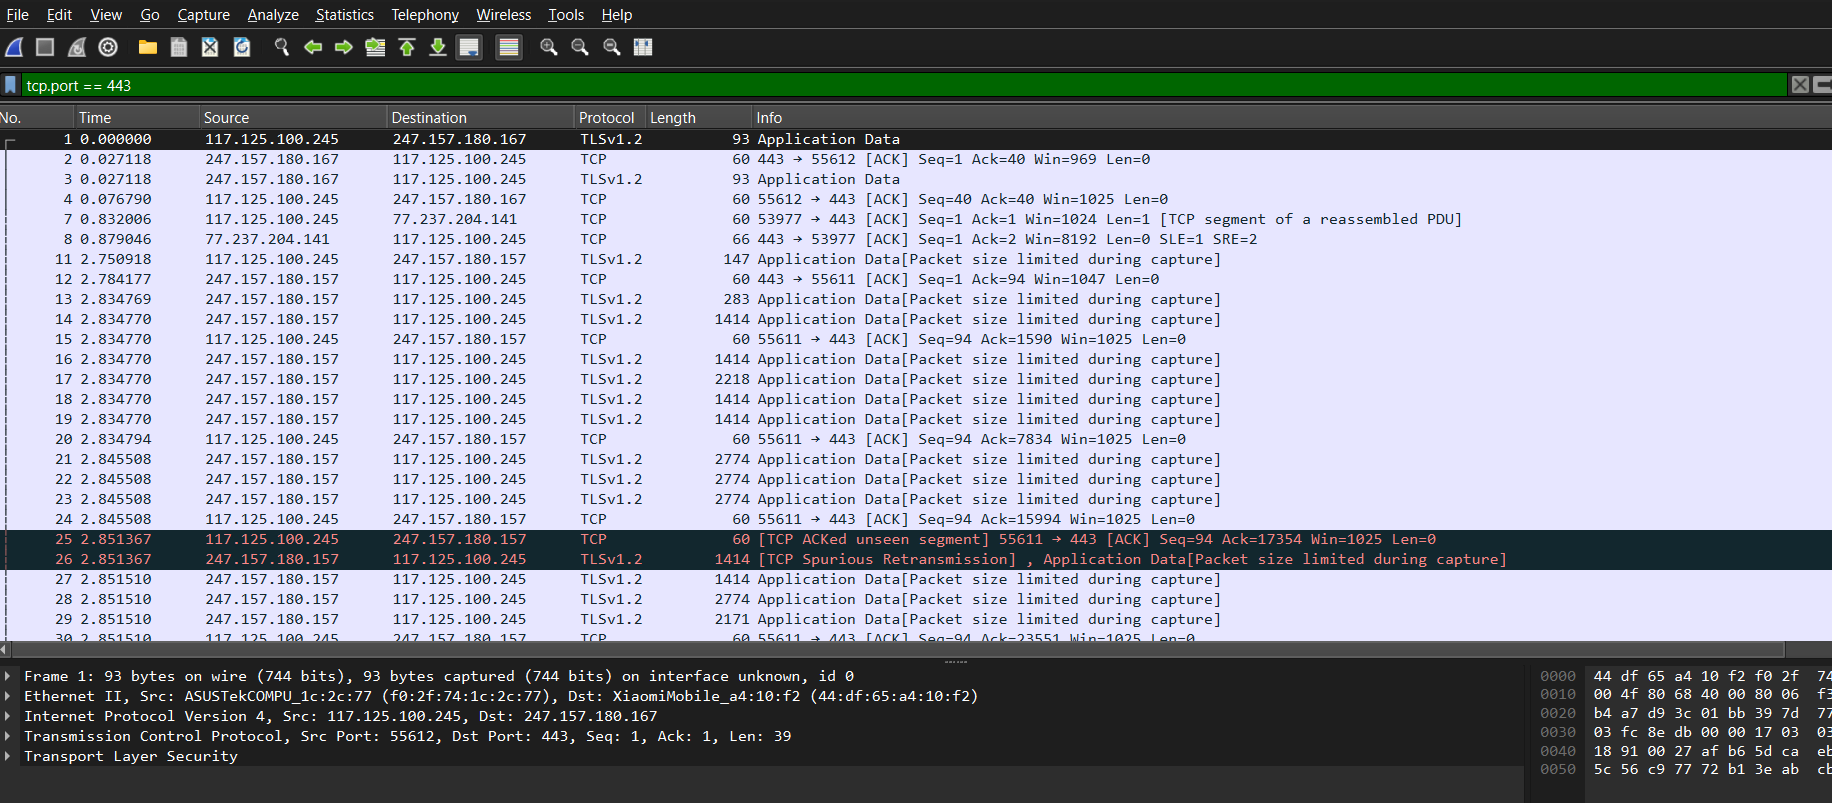 File Edit View Go Capture Analyze Statistics Telephony Wireless Tools Help
tcp.port == 443
No. Time Source Destination Protocol Length Info
1 0.000000 117.125.100.245 247.157.180.167 TLSv1.2 93 Application Data
2 0.027118 247.157.180.167 117.125.100.245 TCP 60 443 → 55612 [ACK] Seq=1 Ack=40 Win=969 Len=0
3 0.027118 247.157.180.167 117.125.100.245 TLSv1.2 93 Application Data
4 0.076790 117.125.100.245 247.157.180.167 TCP 60 55612 → 443 [ACK] Seq=40 Ack=40 Win=1025 Len=0
7 0.832006 117.125.100.245 77.237.204.141 TCP 60 53977 → 443 [ACK] Seq=1 Ack=1 Win=1024 Len=1 [TCP segment of a reassembled PDU]
8 0.879046 77.237.204.141 117.125.100.245 TCP 66 443 → 53977 [ACK] Seq=1 Ack=2 Win=8192 Len=0 SLE=1 SRE=2
11 2.750918 117.125.100.245 247.157.180.157 TLSv1.2 147 Application Data[Packet size limited during capture]
12 2.784177 247.157.180.157 117.125.100.245 TCP 60 443 → 55611 [ACK] Seq=1 Ack=94 Win=1047 Len=0
13 2.834769 247.157.180.157 117.125.100.245 TLSv1.2 283 Application Data[Packet size limited during capture]
14 2.834770 247.157.180.157 117.125.100.245 TLSv1.2 1414 Application Data[Packet size limited during capture]
15 2.834770 117.125.100.245 247.157.180.157 TCP 60 55611 → 443 [ACK] Seq=94 Ack=1590 Win=1025 Len=0
16 2.834770 247.157.180.157 117.125.100.245 TLSv1.2 1414 Application Data[Packet size limited during capture]
17 2.834770 247.157.180.157 117.125.100.245 TLSv1.2 2218 Application Data[Packet size limited during capture]
18 2.834770 247.157.180.157 117.125.100.245 TLSv1.2 1414 Application Data[Packet size limited during capture]
19 2.834770 247.157.180.157 117.125.100.245 TLSv1.2 1414 Application Data[Packet size limited during capture]
20 2.834794 117.125.100.245 247.157.180.157 TCP 60 55611 → 443 [ACK] Seq=94 Ack=7834 Win=1025 Len=0
21 2.845508 247.157.180.157 117.125.100.245 TLSv1.2 2774 Application Data[Packet size limited during capture]
22 2.845508 247.157.180.157 117.125.100.245 TLSv1.2 2774 Application Data[Packet size limited during capture]
23 2.845508 247.157.180.157 117.125.100.245 TLSv1.2 2774 Application Data[Packet size limited during capture]
24 2.845508 117.125.100.245 247.157.180.157 TCP 60 55611 → 443 [ACK] Seq=94 Ack=15994 Win=1025 Len=0
25 2.851367 117.125.100.245 247.157.180.157 TCP 60 [TCP ACKed unseen segment] 55611 → 443 [ACK] Seq=94 Ack=17354 Win=1025 Len=0
26 2.851367 247.157.180.157 117.125.100.245 TLSv1.2 1414 [TCP Spurious Retransmission] , Application Data[Packet size limited during capture]
27 2.851510 247.157.180.157 117.125.100.245 TLSv1.2 1414 Application Data[Packet size limited during capture]
28 2.851510 247.157.180.157 117.125.100.245 TLSv1.2 2774 Application Data[Packet size limited during capture]
29 2.851510 247.157.180.157 117.125.100.245 TLSv1.2 2171 Application Data[Packet size limited during capture]
30 2.851510 117.125.100.245 247.157.180.157 TCP 60 55611 → 443 [ACK] Seq=94 Ack=23551 Win=1025 Len=0
Frame 1: 93 bytes on wire (744 bits), 93 bytes captured (744 bits) on interface unknown, id 0
Ethernet II, Src: ASUSTekCOMPU_1c:2c:77 (f0:2f:74:1c:2c:77), Dst: XiaomiMobile_a4:10:f2 (44:df:65:a4:10:f2)
Internet Protocol Version 4, Src: 117.125.100.245, Dst: 247.157.180.167
Transmission Control Protocol, Src Port: 55612, Dst Port: 443, Seq: 1, Ack: 1, Len: 39
Transport Layer Security
0000 44 df 65 a4 10 f2 f0 2f 74
0010 00 4f 80 68 40 00 80 06 f3
0020 b4 a7 d9 3c 01 bb 39 7d 77
0030 03 fc 8e db 00 00 17 03 03
0040 18 91 00 27 af b6 5d ca eb
0050 5c 56 c9 77 72 b1 3e ab cb